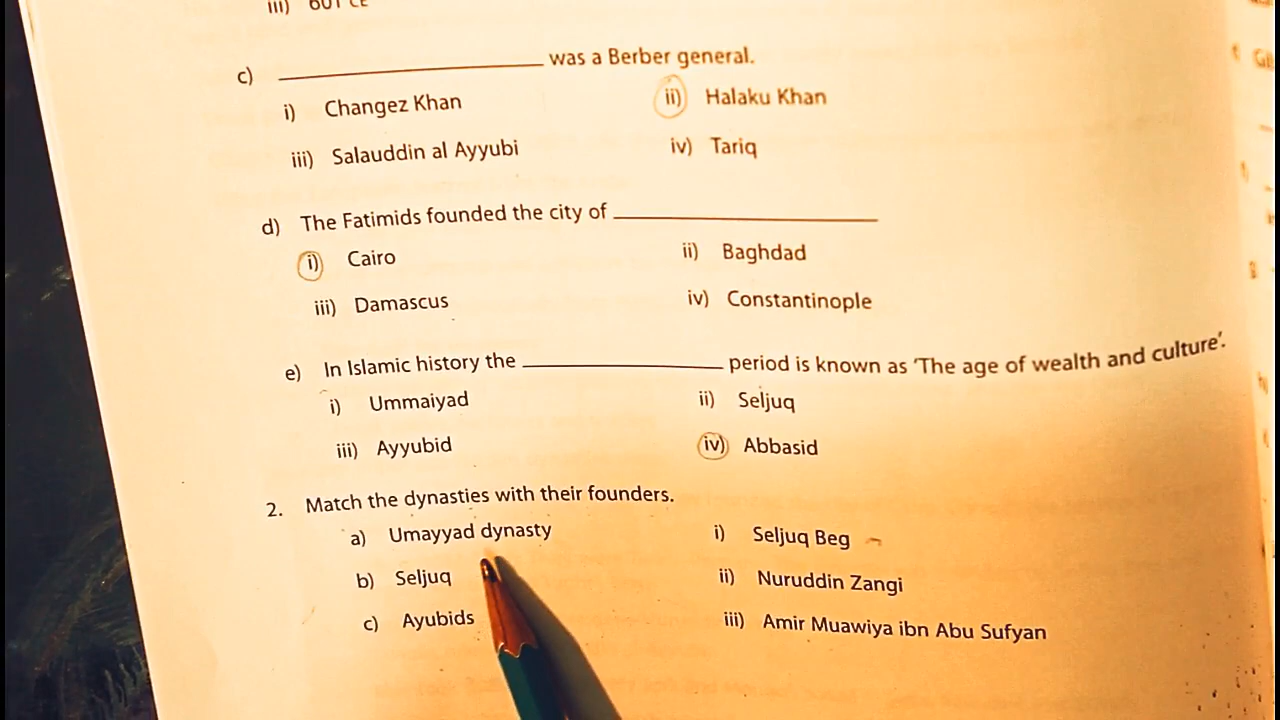 c) ____________ was a Berber general.
i) Changez Khan ii) Halaku Khan
iii) Salauddin al Ayyubi iv) Tariq
d) The Fatimids founded the city of ____________
i) Cairo ii) Baghdad
iii) Damascus iv) Constantinople
e) In Islamic history the ____________ period is known as 'The age of wealth and culture'.
i) Ummaiyad ii) Seljuq
iii) Ayyubid iv) Abbasid
2. Match the dynasties with their founders.
a) Umayyad dynasty i) Seljuq Beg
b) Seljuq ii) Nuruddin Zangi
c) Ayubids iii) Amir Muawiya ibn Abu Sufyan